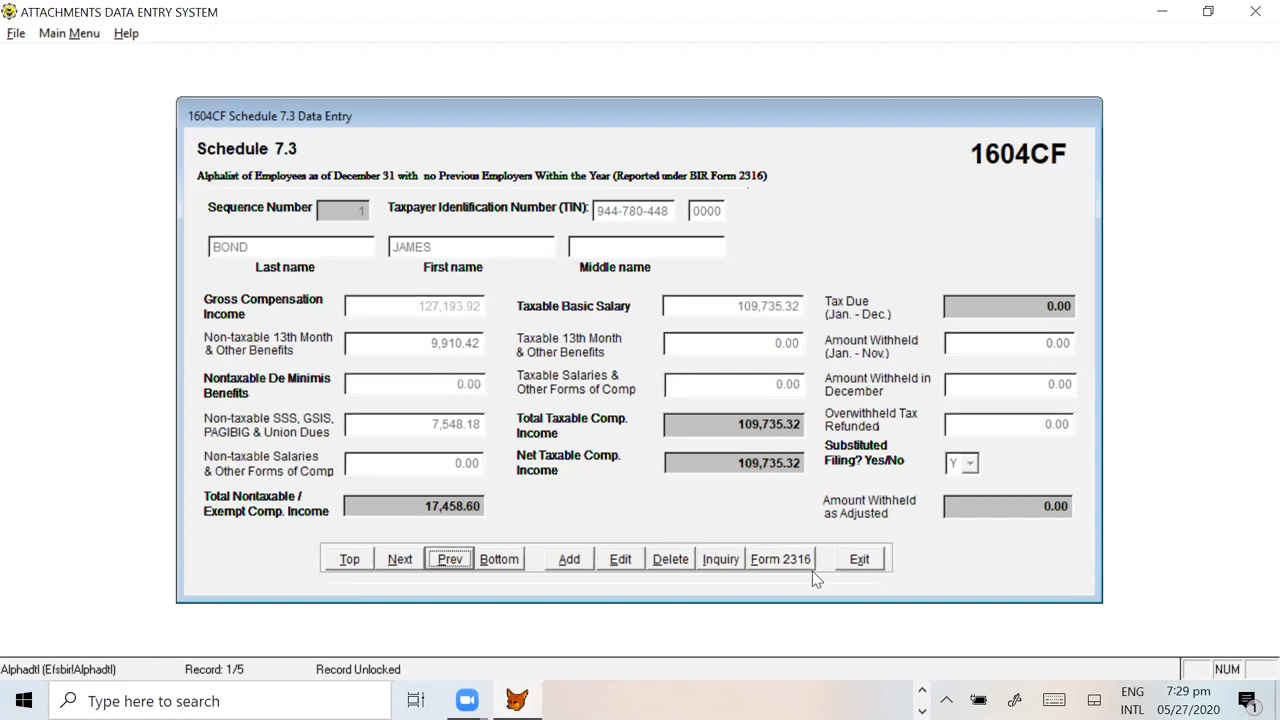 ATTACHMENTS DATA ENTRY SYSTEM
File Main Menu Help
1604CF Schedule 7.3 Data Entry
Schedule 7.3
1604CF
Alphalist of Employees as of December 31 with no Previous Employers Within the Year (Reported under BIR Form 2316)
Sequence Number 1 Taxpayer Identification Number (TIN): 944-780-448 0000
BOND JAMES
Last name First name Middle name
Gross Compensation
Income
127,193.92
Non-taxable 13th Month
& Other Benefits
9,910.42
Nontaxable De Minimis
Benefits
0.00
Non-taxable SSS, GSIS,
PAGIBIG & Union Dues
7,548.18
Non-taxable Salaries
& Other Forms of Comp
0.00
Total Nontaxable /
Exempt Comp. Income
17,458.60
Taxable Basic Salary 109,735.32
Taxable 13th Month
& Other Benefits
0.00
Taxable Salaries &
Other Forms of Comp
0.00
Total Taxable Comp.
Income
109,735.32
Net Taxable Comp.
Income
109,735.32
Tax Due
(Jan. - Dec.)
0.00
Amount Withheld
(Jan. - Nov.)
0.00
Amount Withheld in
December
0.00
Overwithheld Tax
Refunded
0.00
Substituted
Filing? Yes/No
Y
Amount Withheld
as Adjusted
0.00
Top Next Prev Bottom Add Edit Delete Inquiry Form 2316 Exit
Alphadtl (Efsbir!Alphadtl) Record: 1/5 Record Unlocked NUM
Type here to search
ENG
INTL
7:29 pm
05/27/2020
1